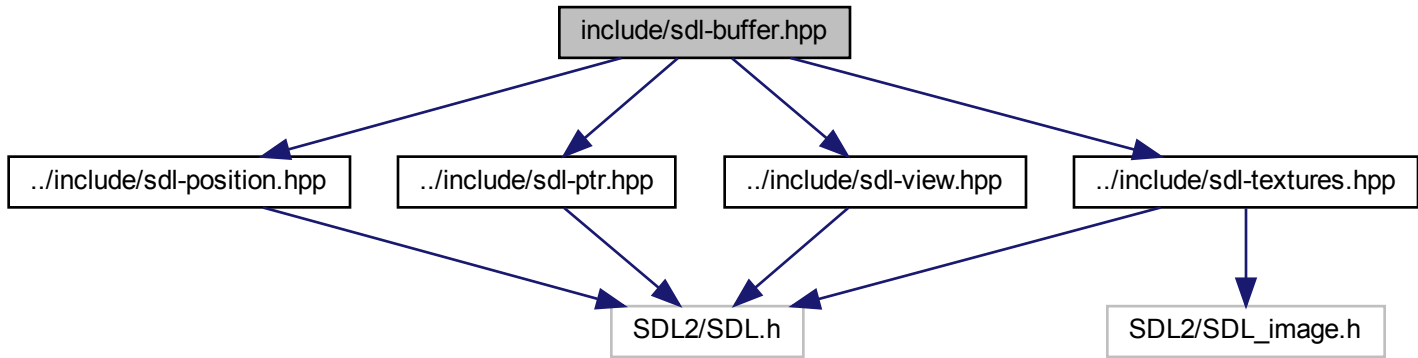 include/sdl-buffer.hpp
../include/sdl-position.hpp
../include/sdl-ptr.hpp
../include/sdl-view.hpp
../include/sdl-textures.hpp
SDL2/SDL.h
SDL2/SDL_image.h